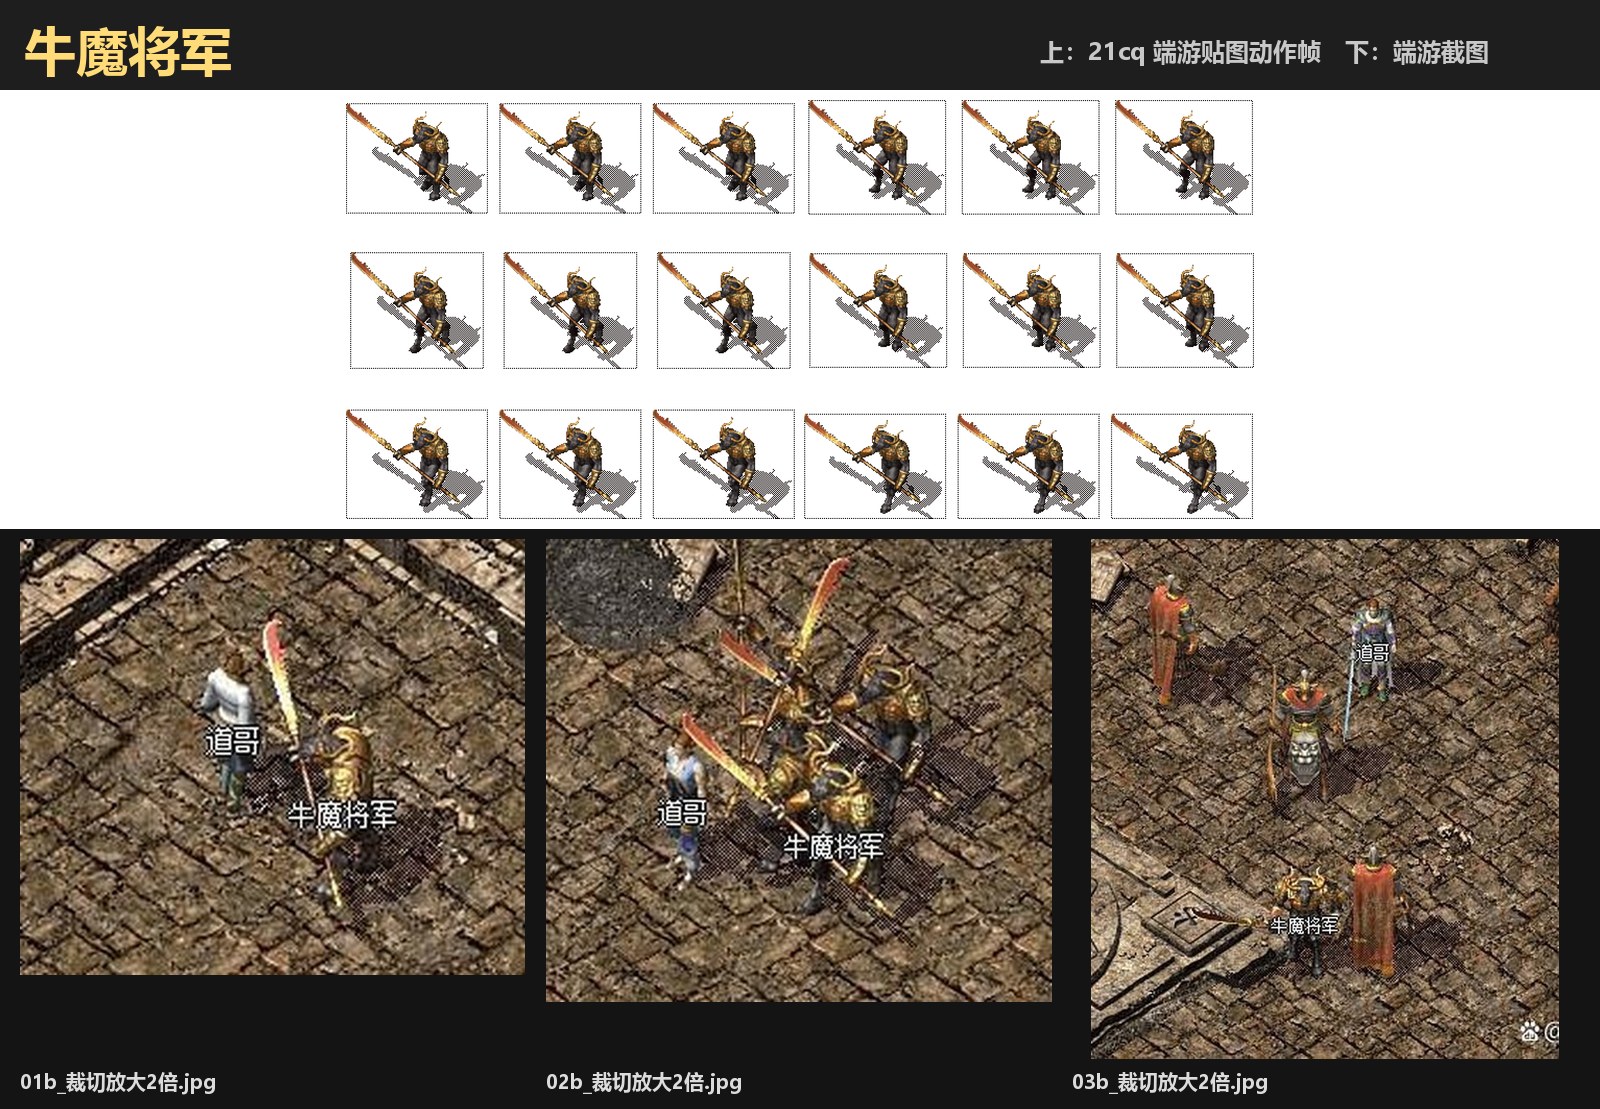 牛魔将军
上：21cq 端游贴图动作帧 下：端游截图
道哥
牛魔将军
道哥
牛魔将军
道哥
牛魔将军
01b_裁切放大2倍.jpg
02b_裁切放大2倍.jpg
03b_裁切放大2倍.jpg